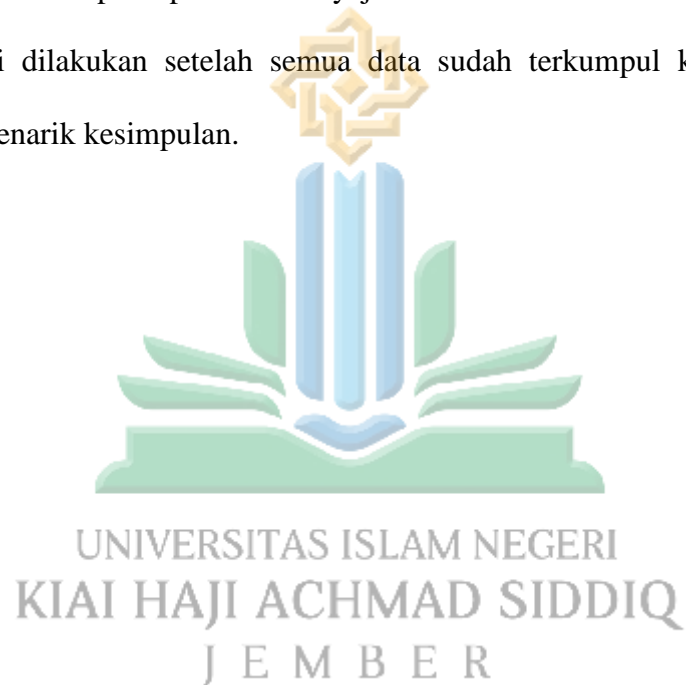 i dilakukan setelah semua data sudah terkumpul k
enarik kesimpulan.
UNIVERSITAS ISLAM NEGERI
KIAI HAJI ACHMAD SIDDIQ
JEMBER